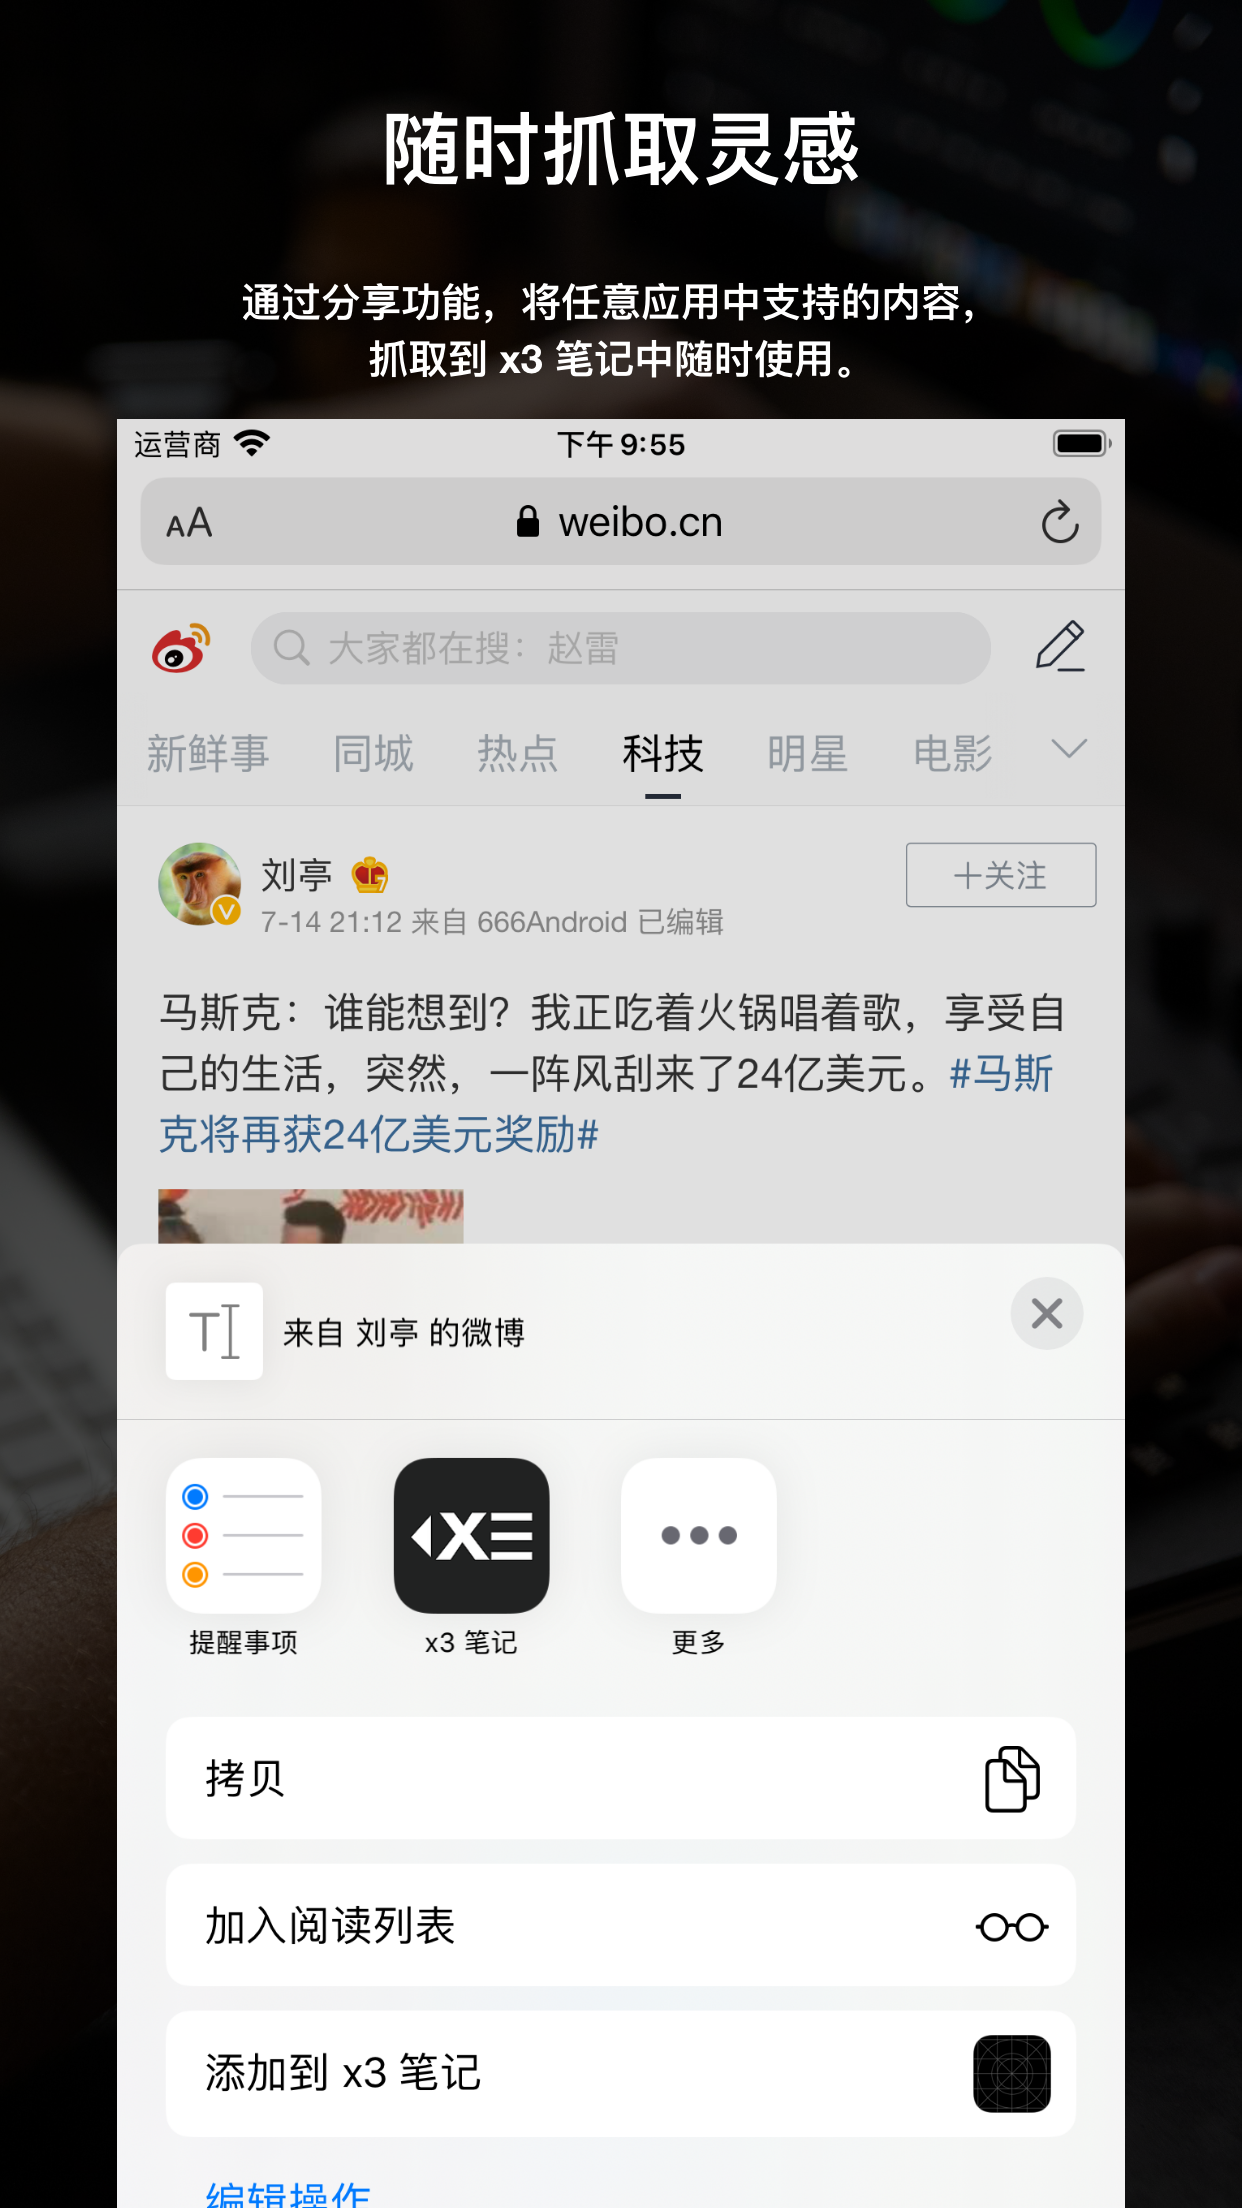 随时抓取灵感
通过分享功能，将任意应用中支持的内容，
抓取到 x3 笔记中随时使用。
运营商 下午 9:55
AA weibo.cn
大家都在搜：赵雷
新鲜事 同城 热点 科技 明星 电影
刘亭 7 十关注
V 7-14 21:12 来自 666Android 已编辑
马斯克：谁能想到？我正吃着火锅唱着歌，享受自
己的生活，突然，一阵风刮来了24亿美元。#马斯
克将再获24亿美元奖励#
来自 刘亭 的微博
提醒事项 x3 笔记 更多
拷贝
加入阅读列表
添加到 x3 笔记
编辑操作